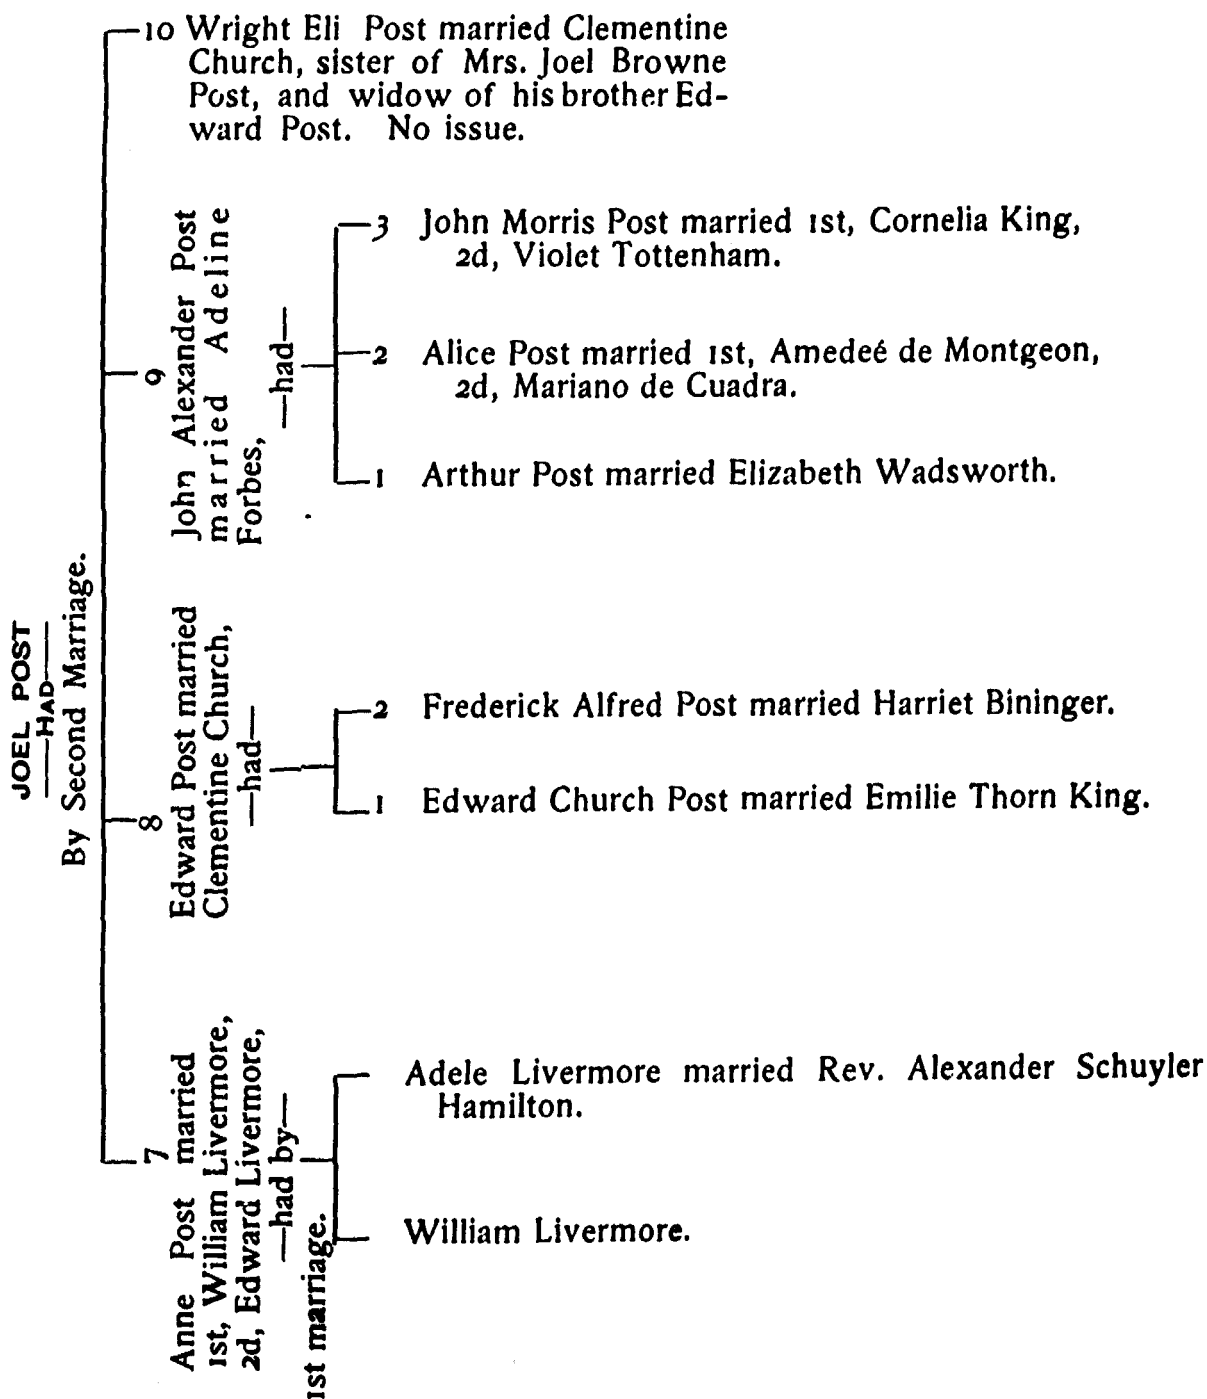 JOEL POST
—HAD—
By Second Marriage.
10 Wright Eli Post married Clementine
Church, sister of Mrs. Joel Browne
Post, and widow of his brother Ed-
ward Post. No issue.
9
John Alexander Post
married Adeline
Forbes,
—had—
3 John Morris Post married 1st, Cornelia King,
2d, Violet Tottenham.
2 Alice Post married 1st, Amedeé de Montgeon,
2d, Mariano de Cuadra.
1 Arthur Post married Elizabeth Wadsworth.
8
Edward Post married
Clementine Church,
—had—
2 Frederick Alfred Post married Harriet Bininger.
1 Edward Church Post married Emilie Thorn King.
7
Anne Post married
1st, William Livermore,
2d, Edward Livermore,
—had by—
1st marriage.
Adele Livermore married Rev. Alexander Schuyler
Hamilton.
William Livermore.